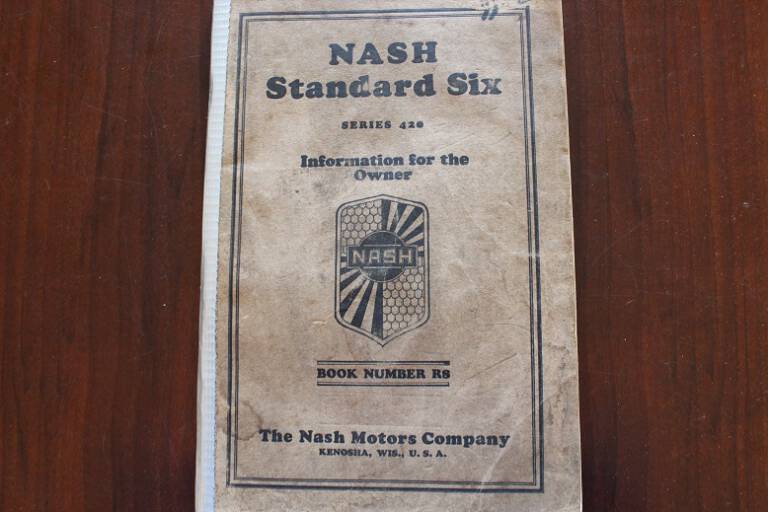 NASH
Standard Six
SERIES 420
Information for the
Owner
NASH
BOOK NUMBER R8
The Nash Motors Company
KENOSHA, WIS., U. S. A.